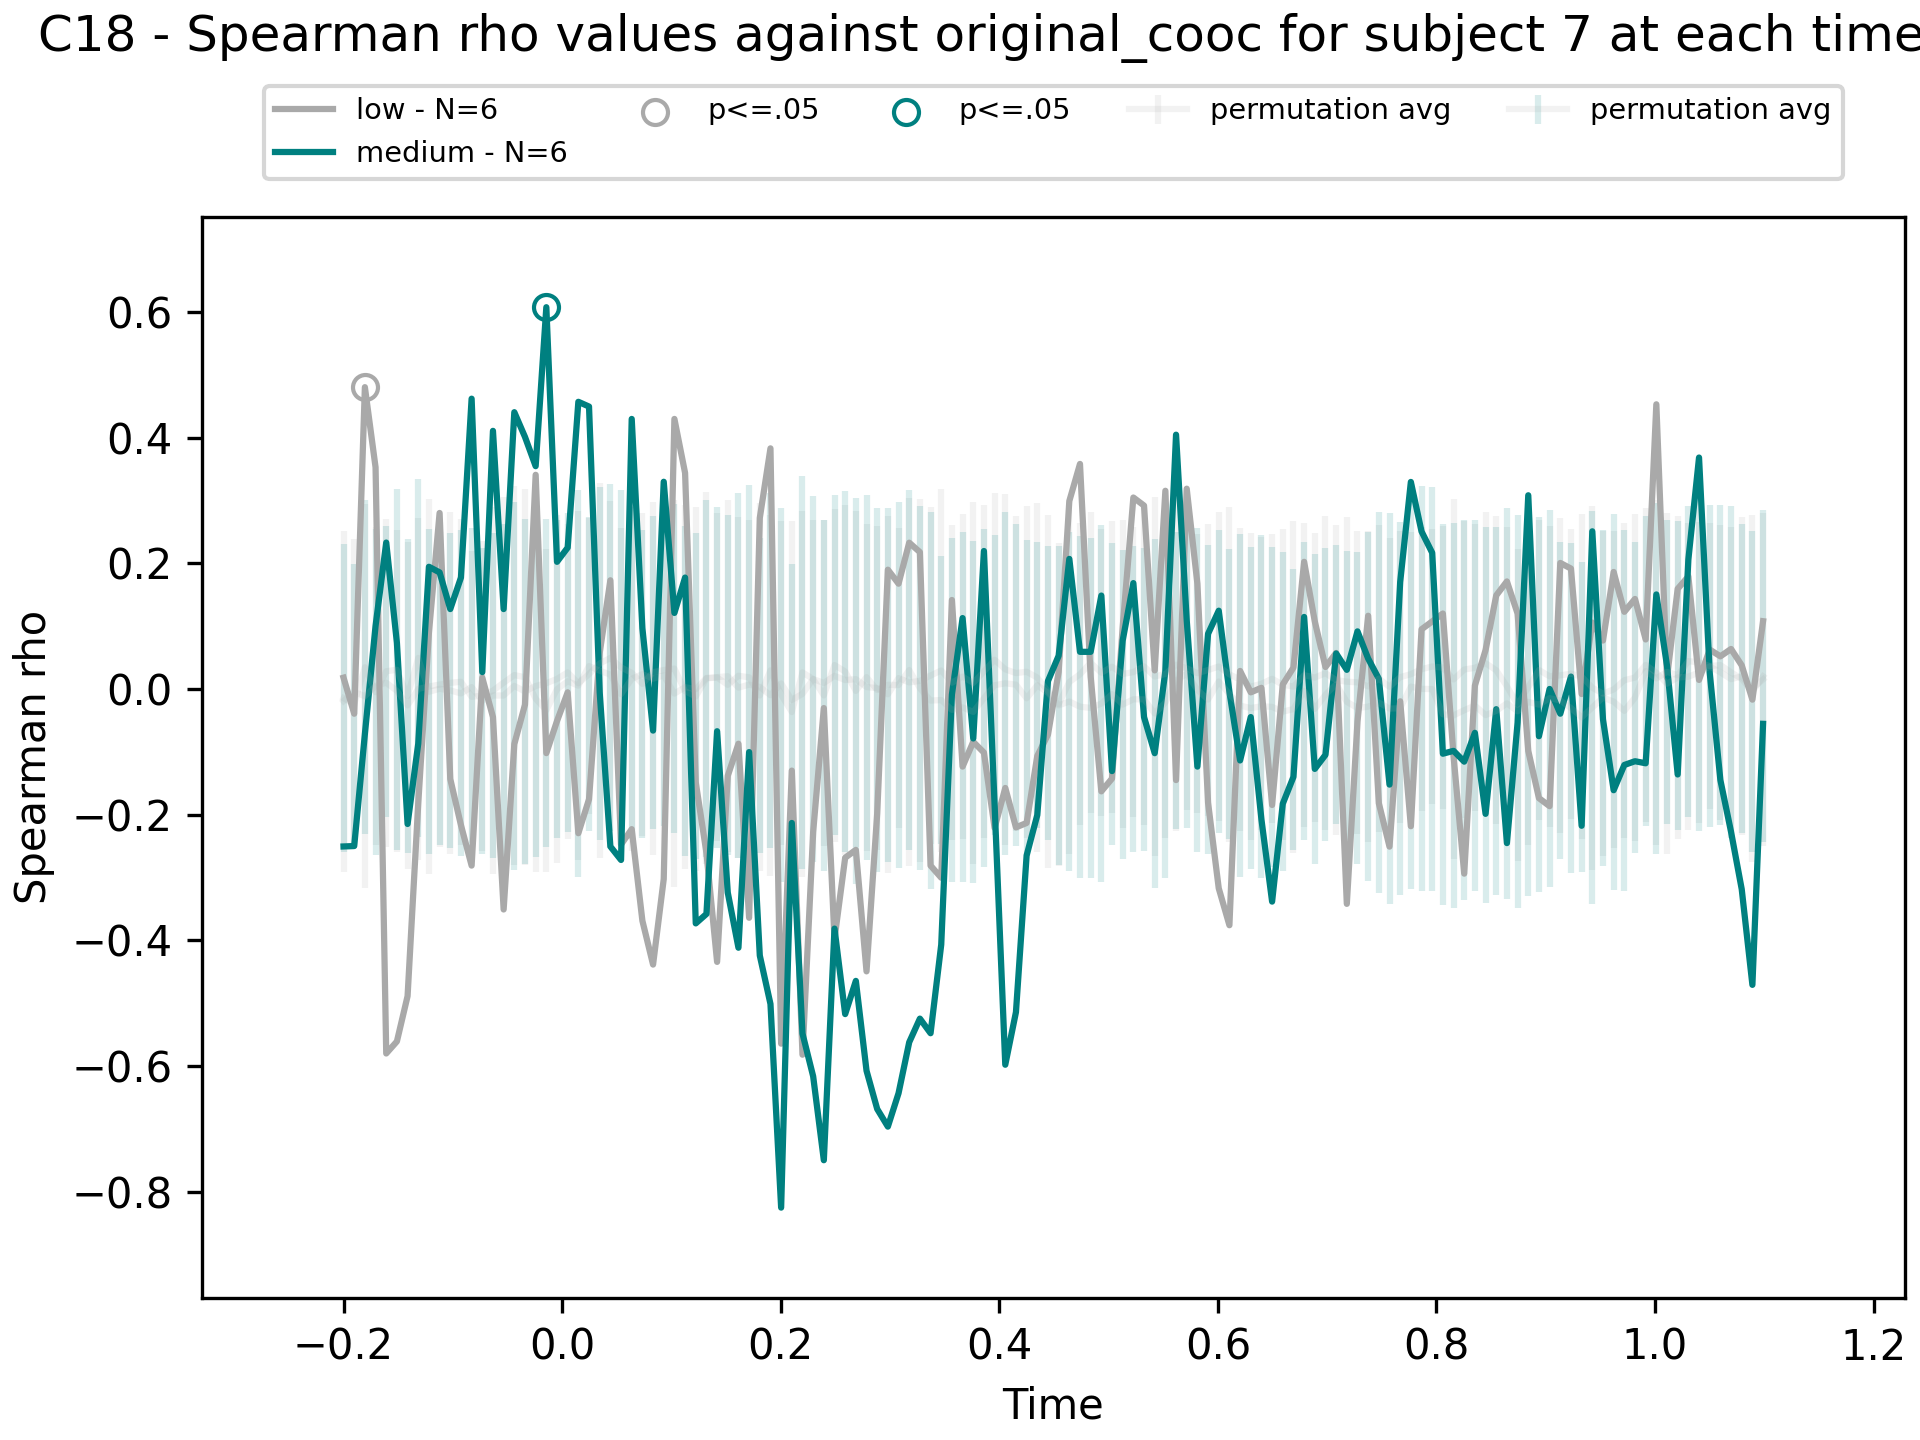 C18 - Spearman rho values against original_cooc for subject 7 at each time
low - N=6
medium - N=6
p<=.05
p<=.05
permutation avg
permutation avg
Spearman rho
0.6
0.4
0.2
0.0
−0.2
−0.4
−0.6
−0.8
−0.2 0.0 0.2 0.4 0.6 0.8 1.0 1.2
Time